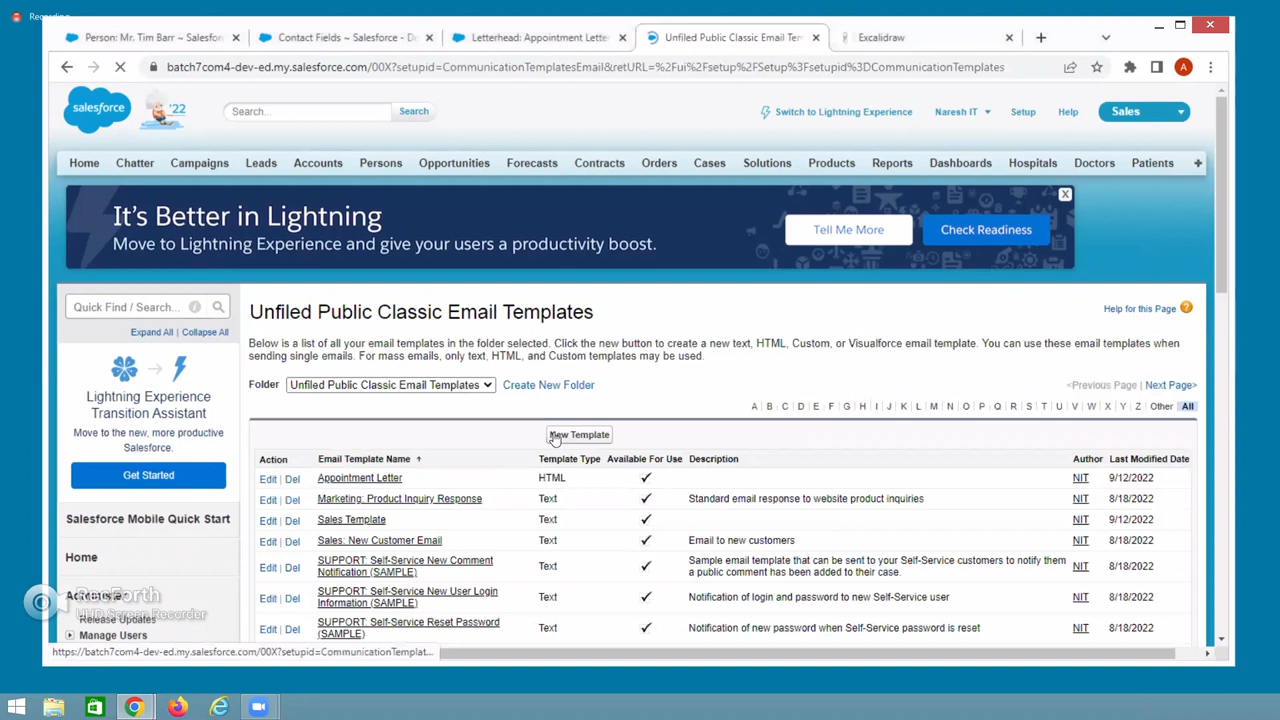 Recording
Person: Mr. Tim Barr ~ Salesfor
Contact Fields ~ Salesforce - De
Letterhead: Appointment Lette
Unfiled Public Classic Email Tem
Excalidraw
batch7com4-dev-ed.my.salesforce.com/00X?setupid=CommunicationTemplatesEmail&retURL=%2Fui%2Fsetup%2FSetup%3Fsetupid%3DCommunicationTemplates
A
salesforce
'22
Search...
Search
Switch to Lightning Experience
Naresh IT
Setup
Help
Sales
Home Chatter Campaigns Leads Accounts Persons Opportunities Forecasts Contracts Orders Cases Solutions Products Reports Dashboards Hospitals Doctors Patients +
It's Better in Lightning
Move to Lightning Experience and give your users a productivity boost.
Tell Me More
Check Readiness
X
Quick Find / Search...
Expand All | Collapse All
Lightning Experience
Transition Assistant
Move to the new, more productive
Salesforce.
Get Started
Salesforce Mobile Quick Start
Home
Release Updates
Manage Users
UHD Screen Recorder
Unfiled Public Classic Email Templates
Help for this Page
Below is a list of all your email templates in the folder selected. Click the new button to create a new text, HTML, Custom, or Visualforce email template. You can use these email templates when
sending single emails. For mass emails, only text, HTML, and Custom templates may be used.
Folder Unfiled Public Classic Email Templates Create New Folder
<Previous Page | Next Page>
A | B | C | D | E | F | G | H | I | J | K | L | M | N | O | P | Q | R | S | T | U | V | W | X | Y | Z | Other | All
New Template
Action Email Template Name Template Type Available For Use Description Author Last Modified Date
Edit | Del Appointment Letter HTML NIT 9/12/2022
Edit | Del Marketing: Product Inquiry Response Text Standard email response to website product inquiries NIT 8/18/2022
Edit | Del Sales Template Text NIT 9/12/2022
Edit | Del Sales: New Customer Email Text Email to new customers NIT 8/18/2022
Edit | Del SUPPORT: Self-Service New Comment Notification (SAMPLE) Text Sample email template that can be sent to your Self-Service customers to notify them a public comment has been added to their case. NIT 8/18/2022
Edit | Del SUPPORT: Self-Service New User Login Information (SAMPLE) Text Notification of login and password to new Self-Service user NIT 8/18/2022
Edit | Del SUPPORT: Self-Service Reset Password (SAMPLE) Text Notification of new password when Self-Service password is reset NIT 8/18/2022
https://batch7com4-dev-ed.my.salesforce.com/00X?setupid=CommunicationTemplat...